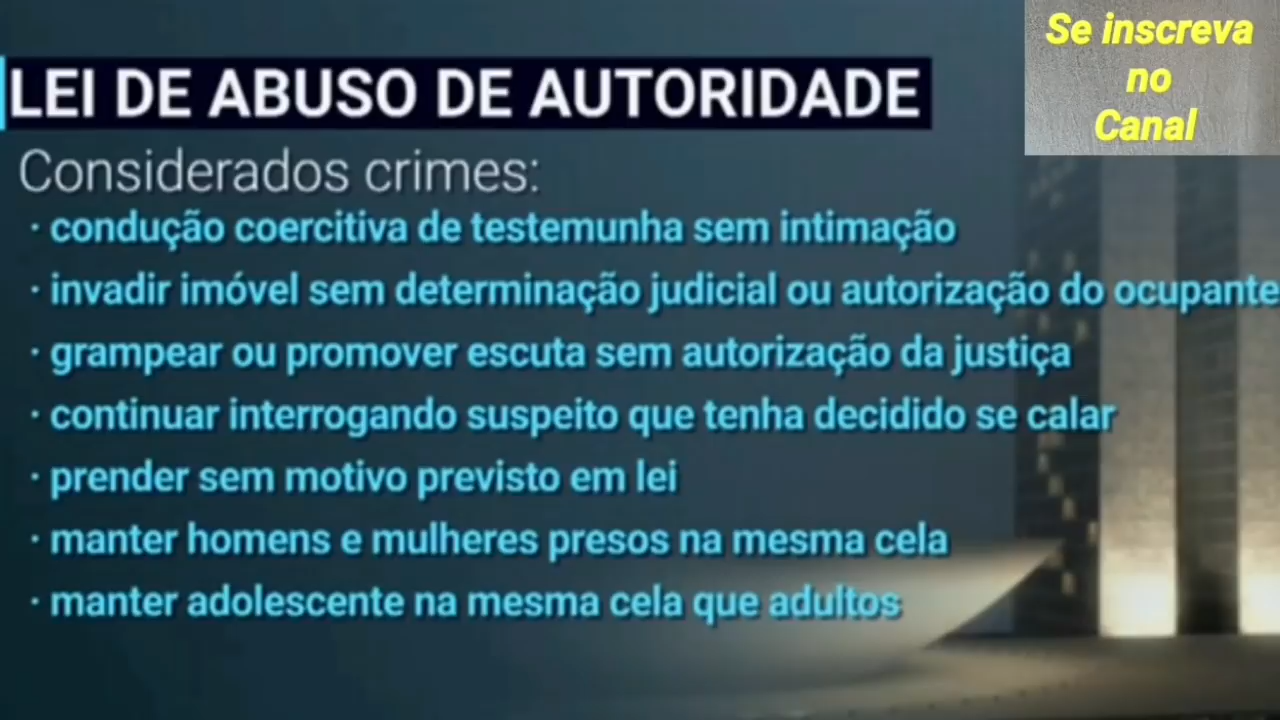 LEI DE ABUSO DE AUTORIDADE
Considerados crimes:
· condução coercitiva de testemunha sem intimação
· invadir imóvel sem determinação judicial ou autorização do ocupante
· grampear ou promover escuta sem autorização da justiça
· continuar interrogando suspeito que tenha decidido se calar
· prender sem motivo previsto em lei
· manter homens e mulheres presos na mesma cela
· manter adolescente na mesma cela que adultos
Se inscreva
no
Canal